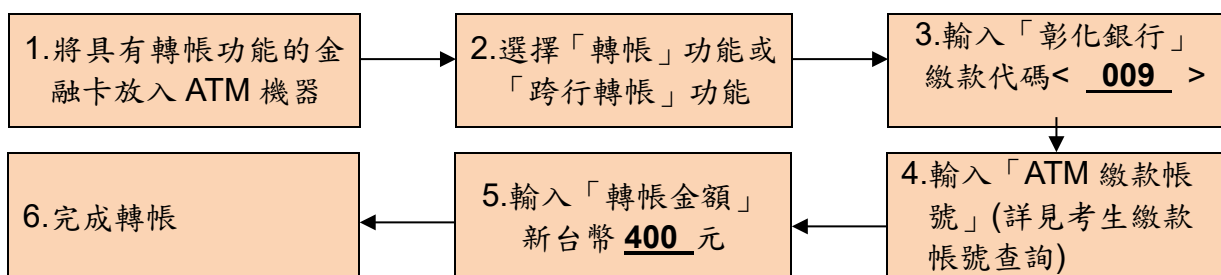 1.將具有轉帳功能的金
融卡放入 ATM 機器
2.選擇「轉帳」功能或
「跨行轉帳」功能
3.輸入「彰化銀行」
繳款代碼< 009 >
4.輸入「ATM 繳款帳
號」(詳見考生繳款
帳號查詢)
5.輸入「轉帳金額」
新台幣 400 元
6.完成轉帳